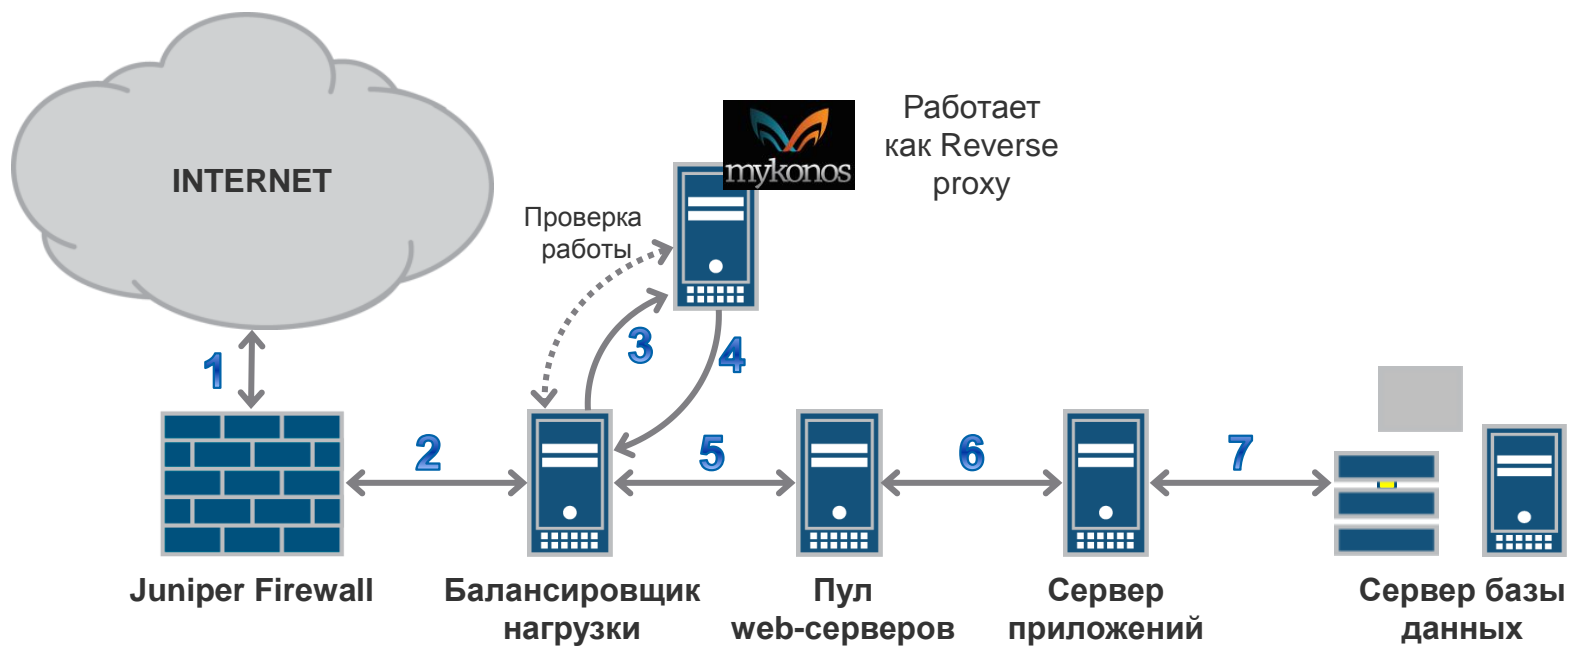 INTERNET
mykonos
Работает
как Reverse
proxy
Проверка
работы
1
2
3
4
5
6
7
Juniper Firewall
Балансировщик
нагрузки
Пул
web-серверов
Сервер
приложений
Сервер базы
данных